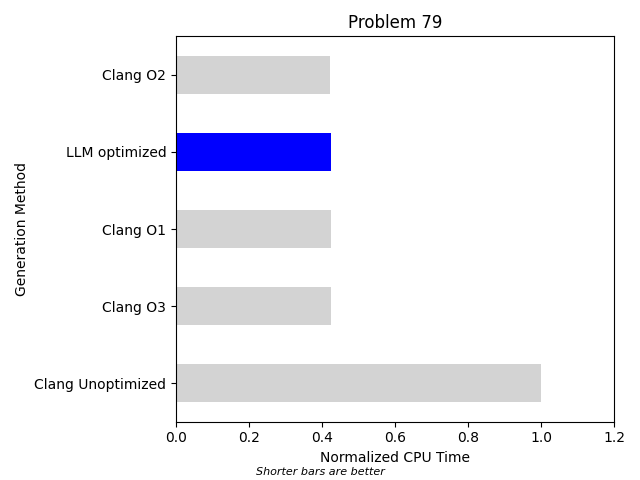 Problem 79
Clang O2
LLM optimized
Clang O1
Clang O3
Clang Unoptimized
Generation Method
0.0 0.2 0.4 0.6 0.8 1.0 1.2
Normalized CPU Time
Shorter bars are better